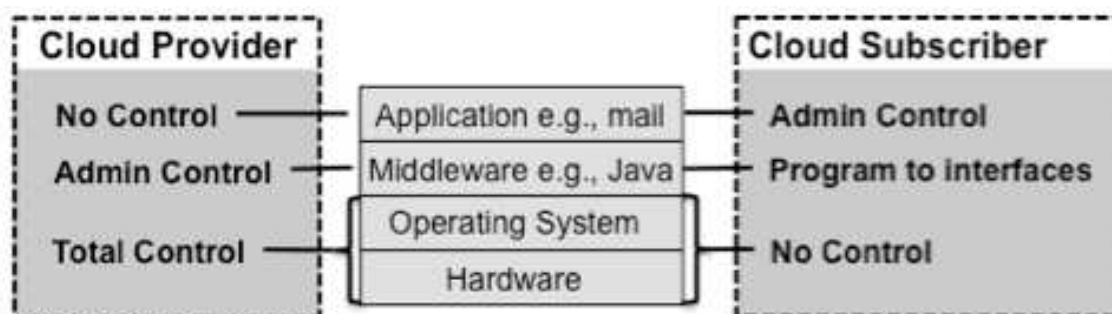 Cloud Provider
Cloud Subscriber
No Control
Application e.g., mail
Admin Control
Admin Control
Middleware e.g., Java
Program to interfaces
Operating System
Total Control
No Control
Hardware